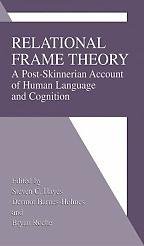 RELATIONAL
FRAME THEORY
A Post-Skinnerian Account
of Human Language
and Cognition
Edited by
Steven C. Hayes
Dermot Barnes-Holmes
and
Bryan Roche